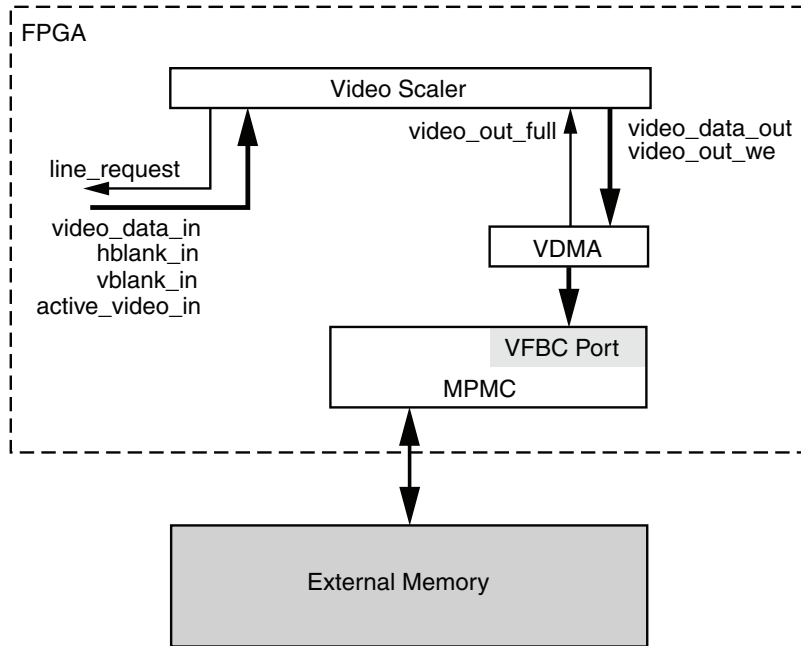 FPGA
Video Scaler
video_out_full
video_data_out
video_out_we
line_request
video_data_in
hblank_in
vblank_in
active_video_in
VDMA
VFBC Port
MPMC
External Memory